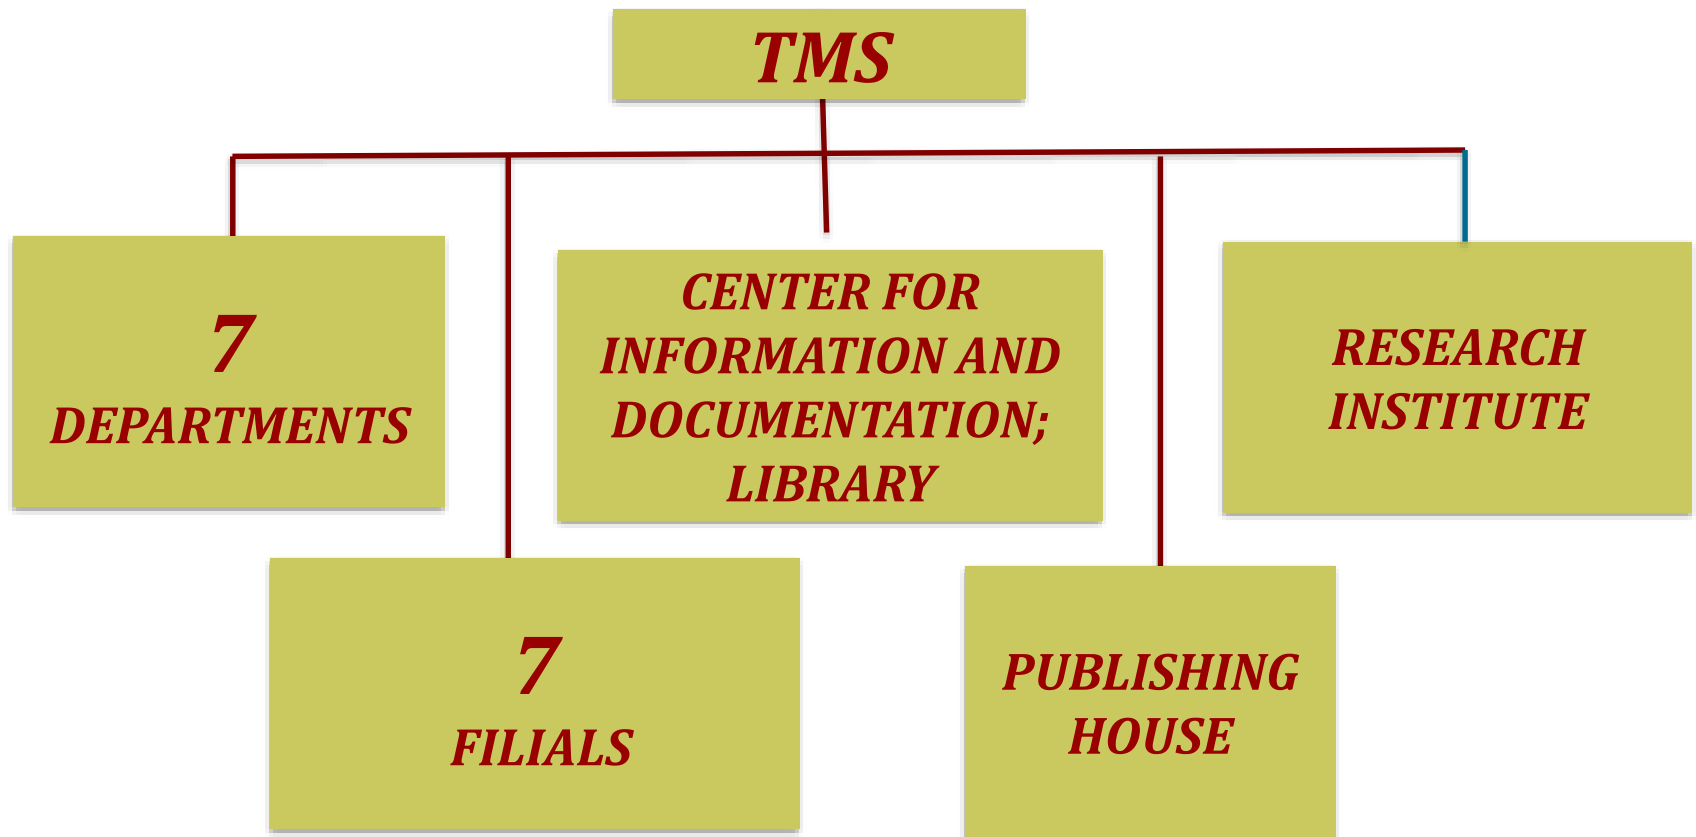 TMS
7
DEPARTMENTS
CENTER FOR
INFORMATION AND
DOCUMENTATION;
LIBRARY
RESEARCH
INSTITUTE
7
FILIALS
PUBLISHING
HOUSE